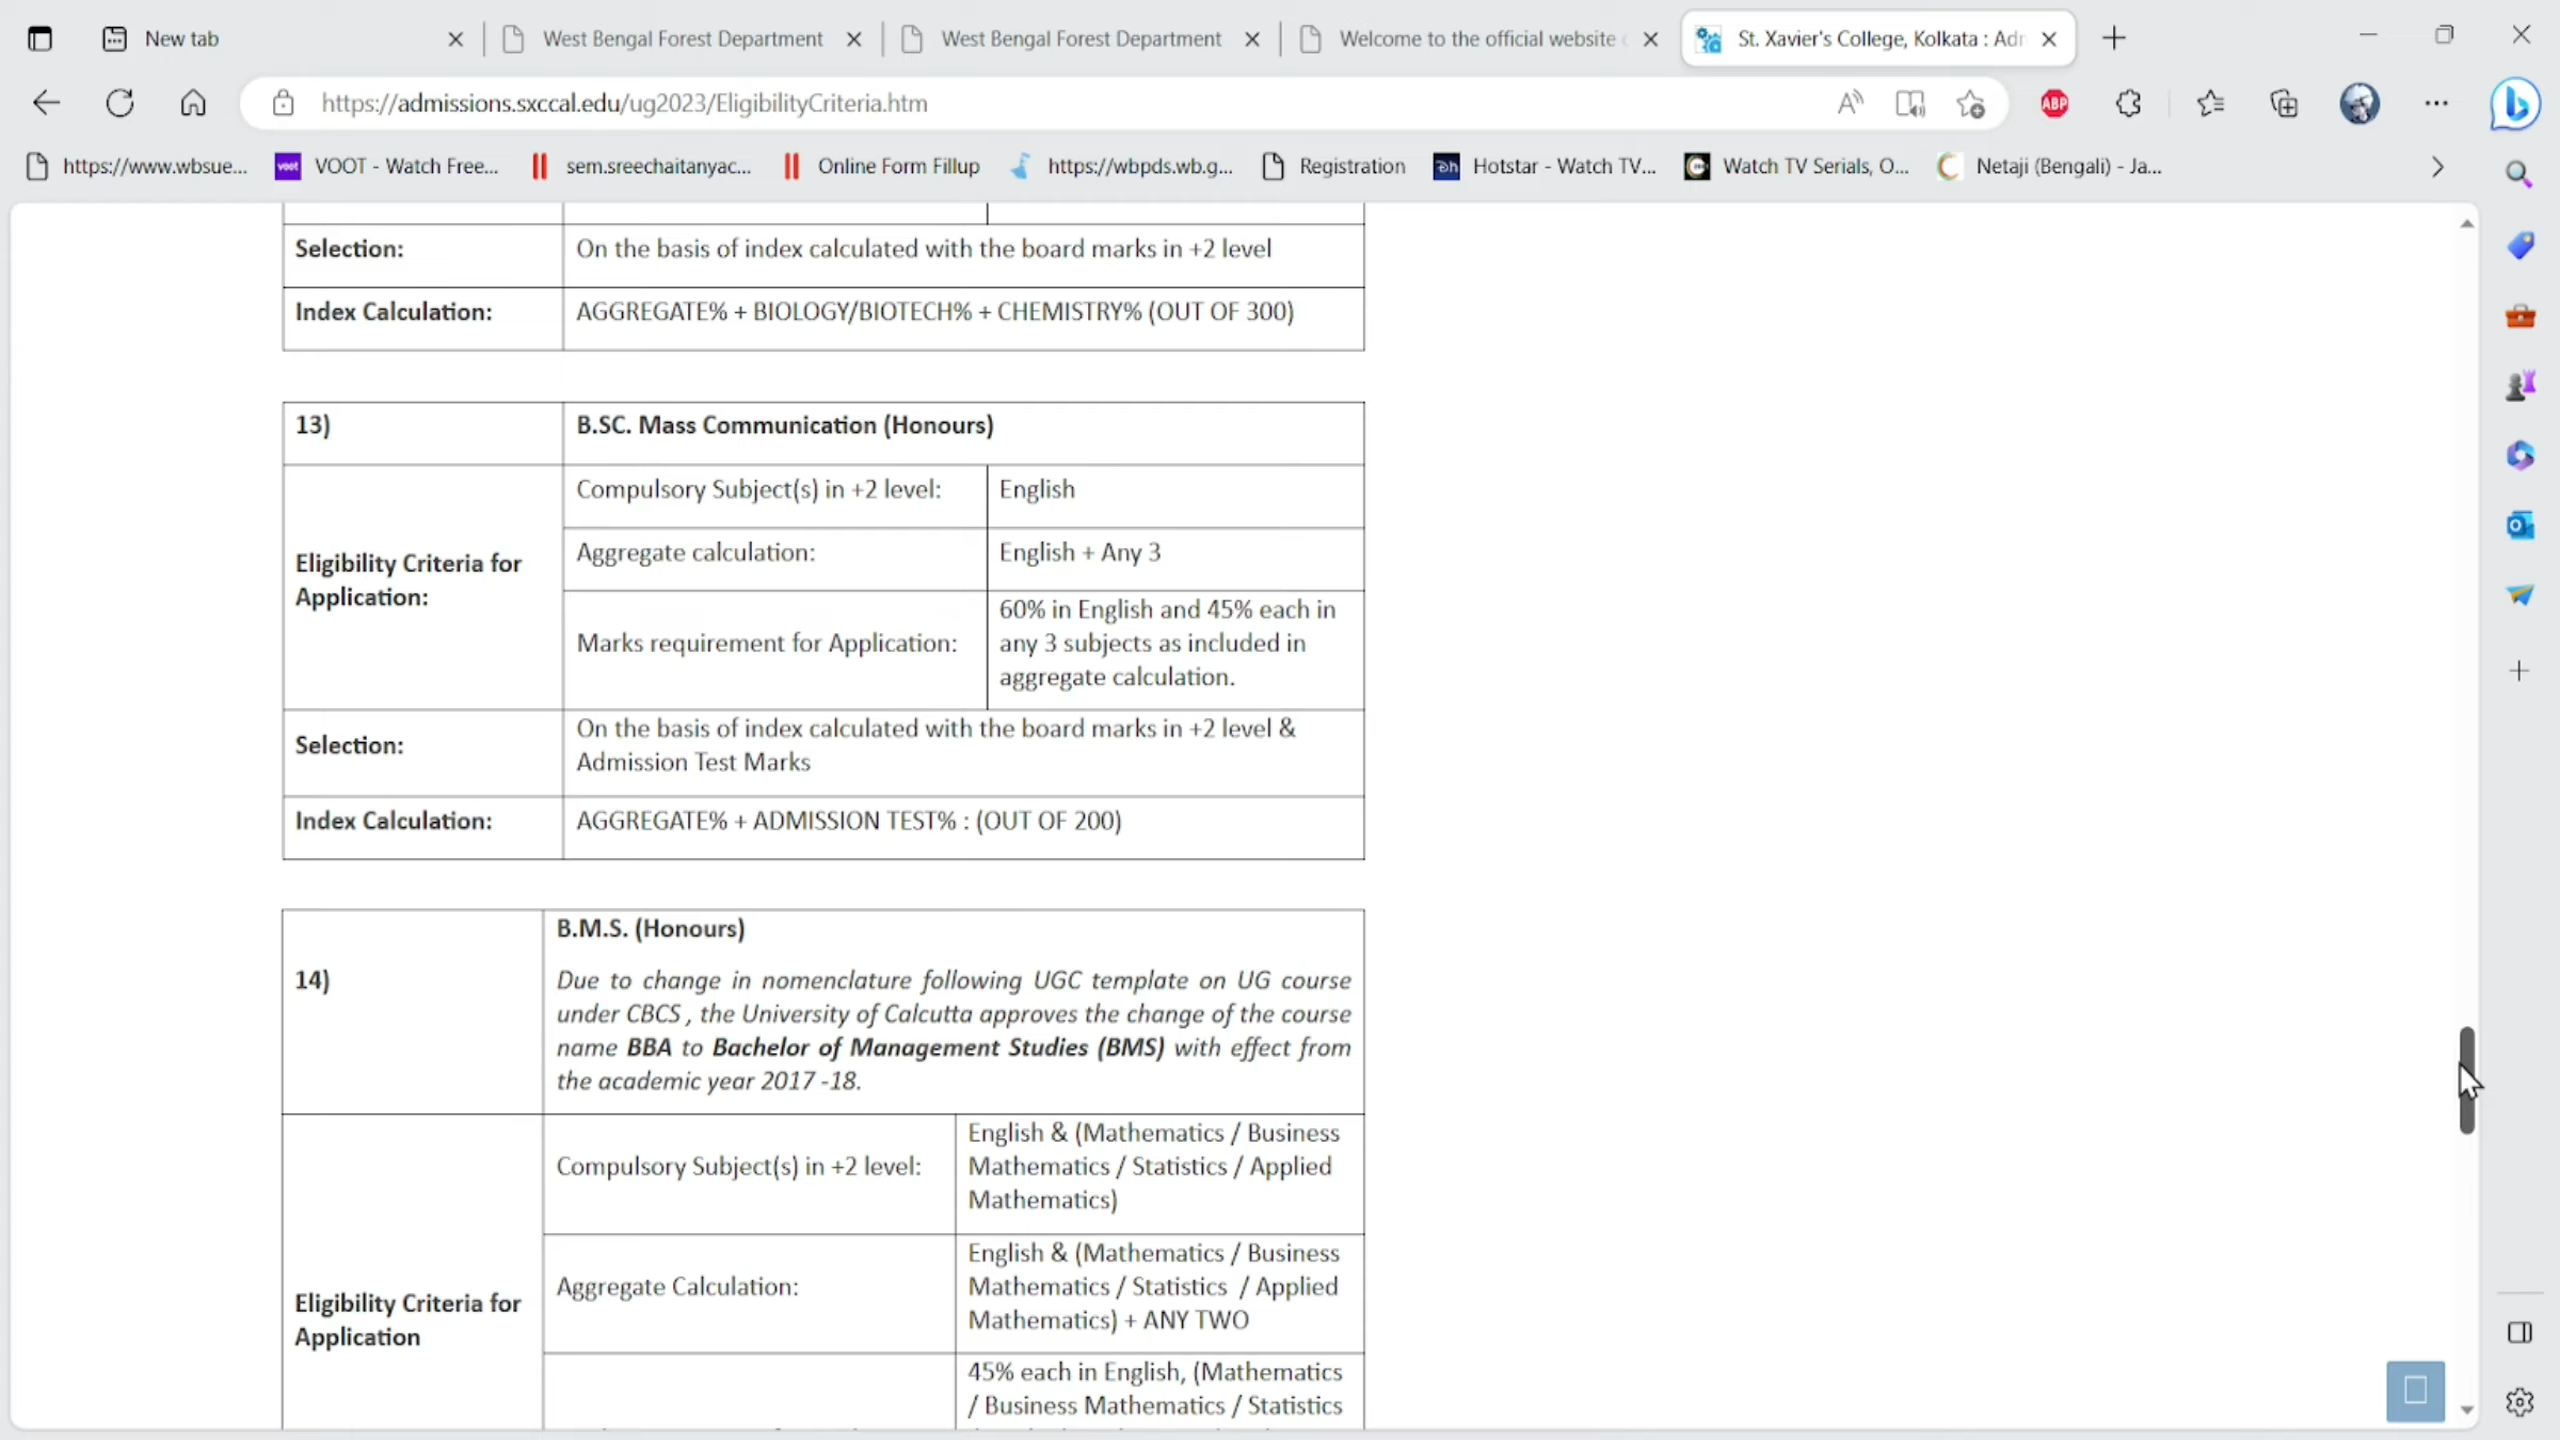 New tab
West Bengal Forest Department
West Bengal Forest Department
Welcome to the official website
St. Xavier's College, Kolkata : Adr
https://admissions.sxccal.edu/ug2023/EligibilityCriteria.htm
ABP
https://www.wbsue...
voot
VOOT - Watch Free...
sem.sreechaitanyac...
Online Form Fillup
https://wbpds.wb.g...
Registration
Hotstar - Watch TV...
Watch TV Serials, O...
Netaji (Bengali) - Ja...
Selection:
On the basis of index calculated with the board marks in +2 level
Index Calculation:
AGGREGATE% + BIOLOGY/BIOTECH% + CHEMISTRY% (OUT OF 300)
13)
B.SC. Mass Communication (Honours)
Eligibility Criteria for
Application:
Compulsory Subject(s) in +2 level:
English
Aggregate calculation:
English + Any 3
Marks requirement for Application:
60% in English and 45% each in
any 3 subjects as included in
aggregate calculation.
Selection:
On the basis of index calculated with the board marks in +2 level &
Admission Test Marks
Index Calculation:
AGGREGATE% + ADMISSION TEST% : (OUT OF 200)
14)
B.M.S. (Honours)
Due to change in nomenclature following UGC template on UG course
under CBCS , the University of Calcutta approves the change of the course
name BBA to Bachelor of Management Studies (BMS) with effect from
the academic year 2017 -18.
Eligibility Criteria for
Application
Compulsory Subject(s) in +2 level:
English & (Mathematics / Business
Mathematics / Statistics / Applied
Mathematics)
Aggregate Calculation:
English & (Mathematics / Business
Mathematics / Statistics / Applied
Mathematics) + ANY TWO
45% each in English, (Mathematics
/ Business Mathematics / Statistics